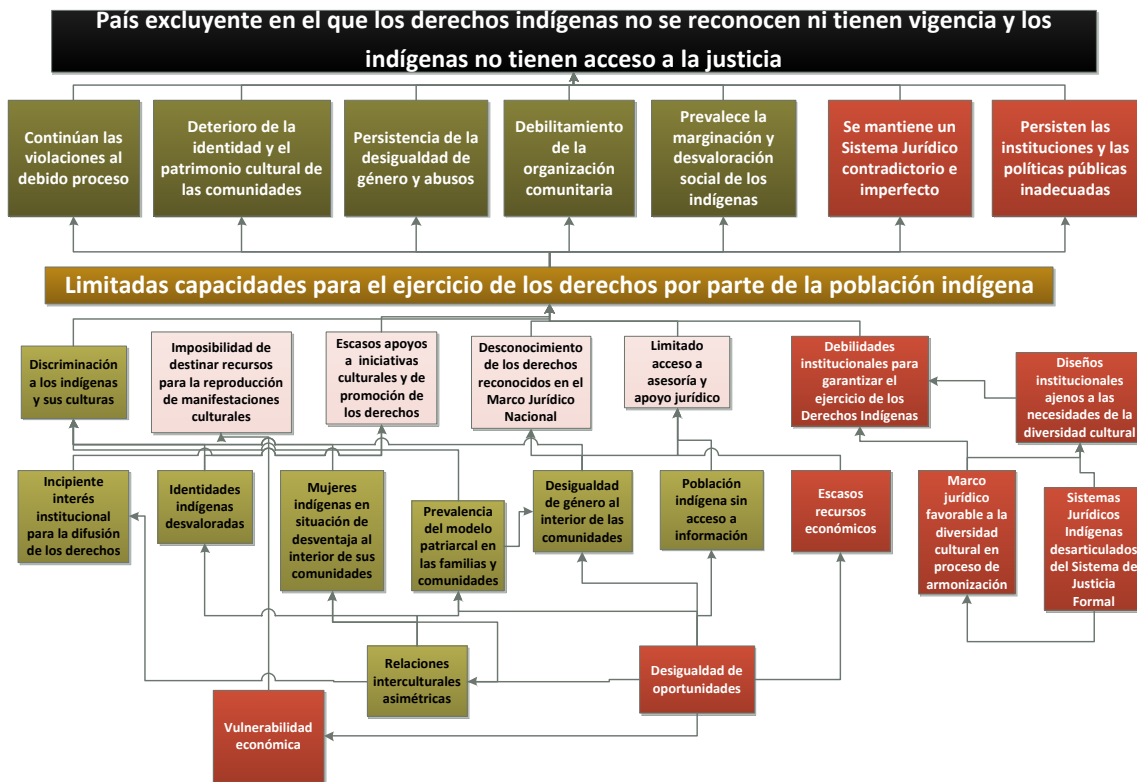 País excluyente en el que los derechos indígenas no se reconocen ni tienen vigencia y los
indígenas no tienen acceso a la justicia
Continúan las
violaciones al
debido proceso
Deterioro de la
identidad y el
patrimonio cultural de
las comunidades
Persistencia de la
desigualdad de
género y abusos
Debilitamiento
de la
organización
comunitaria
Prevalece la
marginación y
desvaloración
social de los
indígenas
Se mantiene un
Sistema Jurídico
contradictorio e
imperfecto
Persisten las
instituciones y las
políticas públicas
inadecuadas
Limitadas capacidades para el ejercicio de los derechos por parte de la población indígena
Discriminación
a los indígenas
y sus culturas
Imposibilidad de
destinar recursos
para la reproducción
de manifestaciones
culturales
Escasos apoyos
a iniciativas
culturales y de
promoción de
los derechos
Desconocimiento
de los derechos
reconocidos en el
Marco Jurídico
Nacional
Limitado
acceso a
asesoría y
apoyo jurídico
Debilidades
institucionales para
garantizar el
ejercicio de los
Derechos Indígenas
Diseños
institucionales
ajenos a las
necesidades de la
diversidad cultural
Incipiente
interés
institucional
para la difusión
de los derechos
Identidades
indígenas
desvaloradas
Mujeres
indígenas en
situación de
desventaja al
interior de sus
comunidades
Prevalencia
del modelo
patriarcal en
las familias y
comunidades
Desigualdad
de género al
interior de las
comunidades
Población
indígena sin
acceso a
información
Escasos
recursos
económicos
Marco
jurídico
favorable a la
diversidad
cultural en
proceso de
armonización
Sistemas
Jurídicos
Indígenas
desarticulados
del Sistema de
Justicia
Formal
Relaciones
interculturales
asimétricas
Desigualdad de
oportunidades
Vulnerabilidad
económica